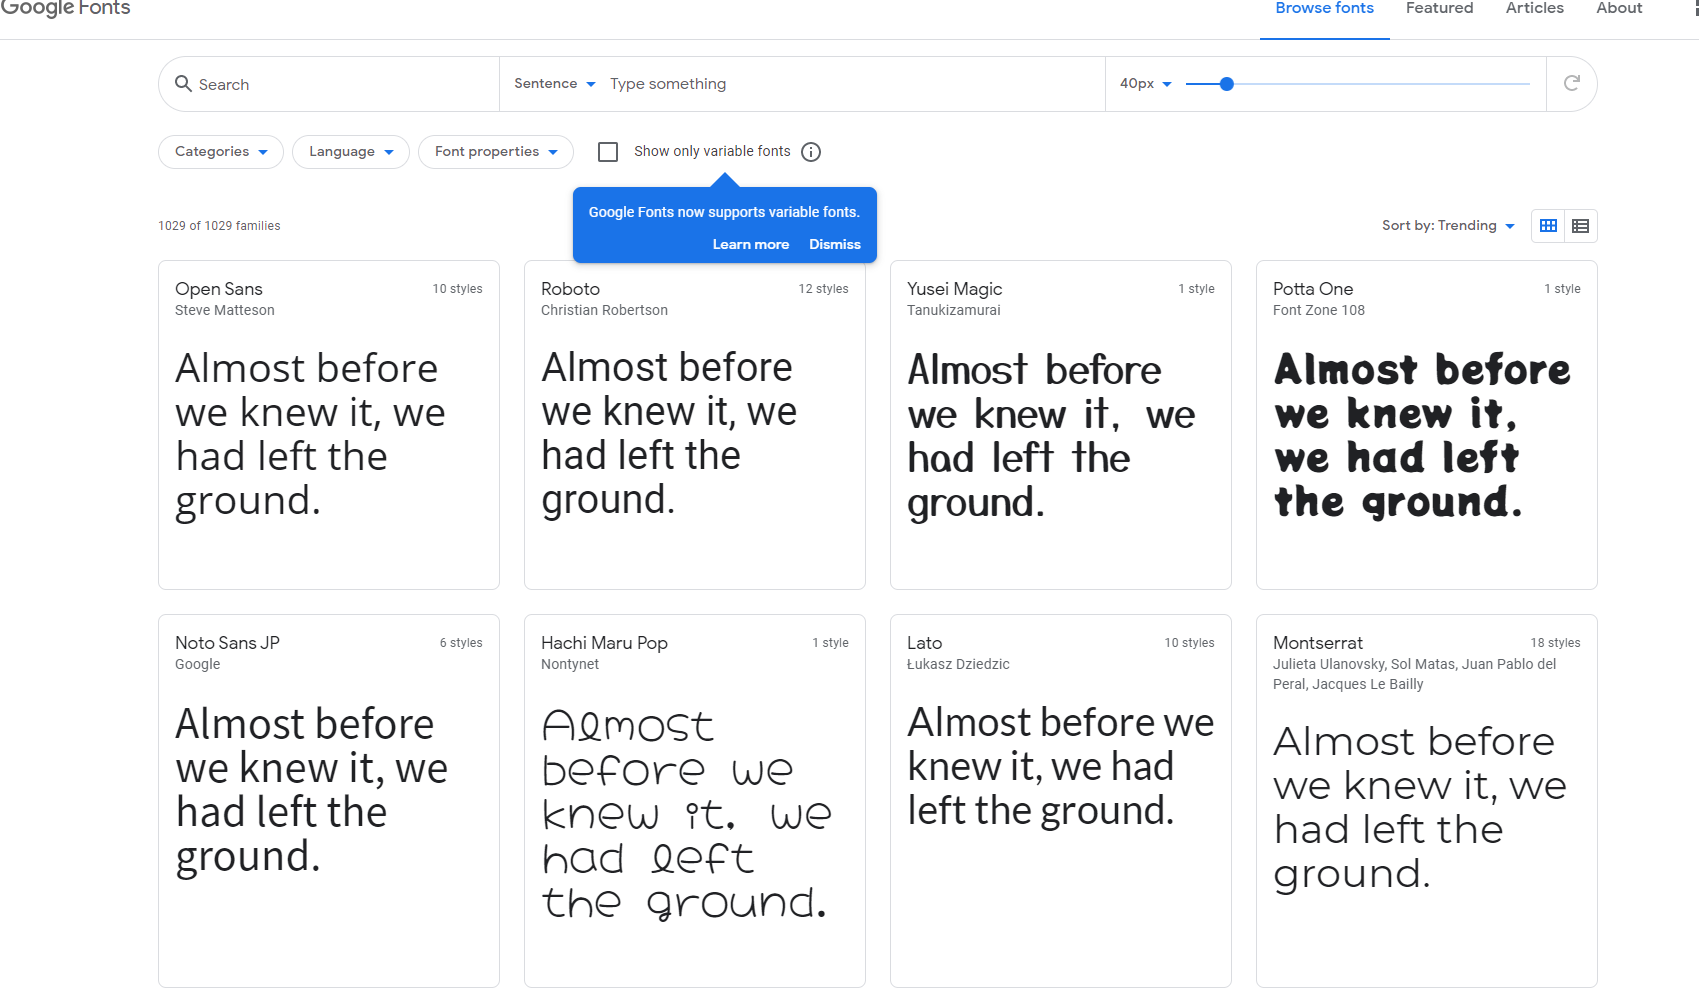 Google Fonts
Browse fonts Featured Articles About
Search Sentence Type something 40px
Categories Language Font properties Show only variable fonts
Google Fonts now supports variable fonts.
Learn more Dismiss
1029 of 1029 families Sort by: Trending
Open Sans 10 styles
Steve Matteson
Almost before
we knew it, we
had left the
ground.
Roboto 12 styles
Christian Robertson
Almost before
we knew it, we
had left the
ground.
Yusei Magic 1 style
Tanukizamurai
Almost before
we knew it, we
had left the
ground.
Potta One 1 style
Font Zone 108
Almost before
we knew it,
we had left
the ground.
Noto Sans JP 6 styles
Google
Almost before
we knew it, we
had left the
ground.
Hachi Maru Pop 1 style
Nontynet
Almost
before we
knew it, we
had left
the ground.
Lato 10 styles
Łukasz Dziedzic
Almost before we
knew it, we had
left the ground.
Montserrat 18 styles
Julieta Ulanovsky, Sol Matas, Juan Pablo del
Peral, Jacques Le Bailly
Almost before
we knew it, we
had left the
ground.